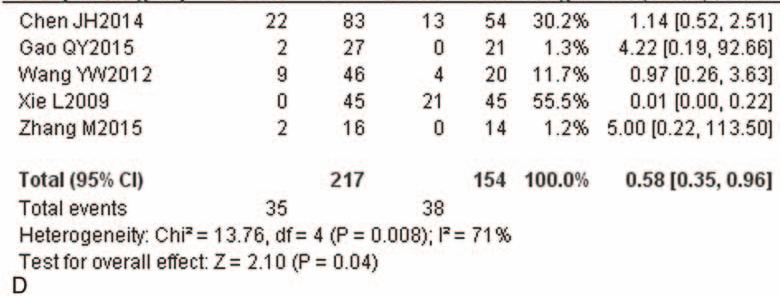 Chen JH2014 22 83 13 54 30.2% 1.14 [0.52, 2.51]
Gao QY2015 2 27 0 21 1.3% 4.22 [0.19, 92.66]
Wang YW2012 9 46 4 20 11.7% 0.97 [0.26, 3.63]
Xie L2009 0 45 21 45 55.5% 0.01 [0.00, 0.22]
Zhang M2015 2 16 0 14 1.2% 5.00 [0.22, 113.50]
Total (95% CI) 217 154 100.0% 0.58 [0.35, 0.96]
Total events 35 38
Heterogeneity: Chi² = 13.76, df = 4 (P = 0.008); I² = 71%
Test for overall effect: Z = 2.10 (P = 0.04)
D